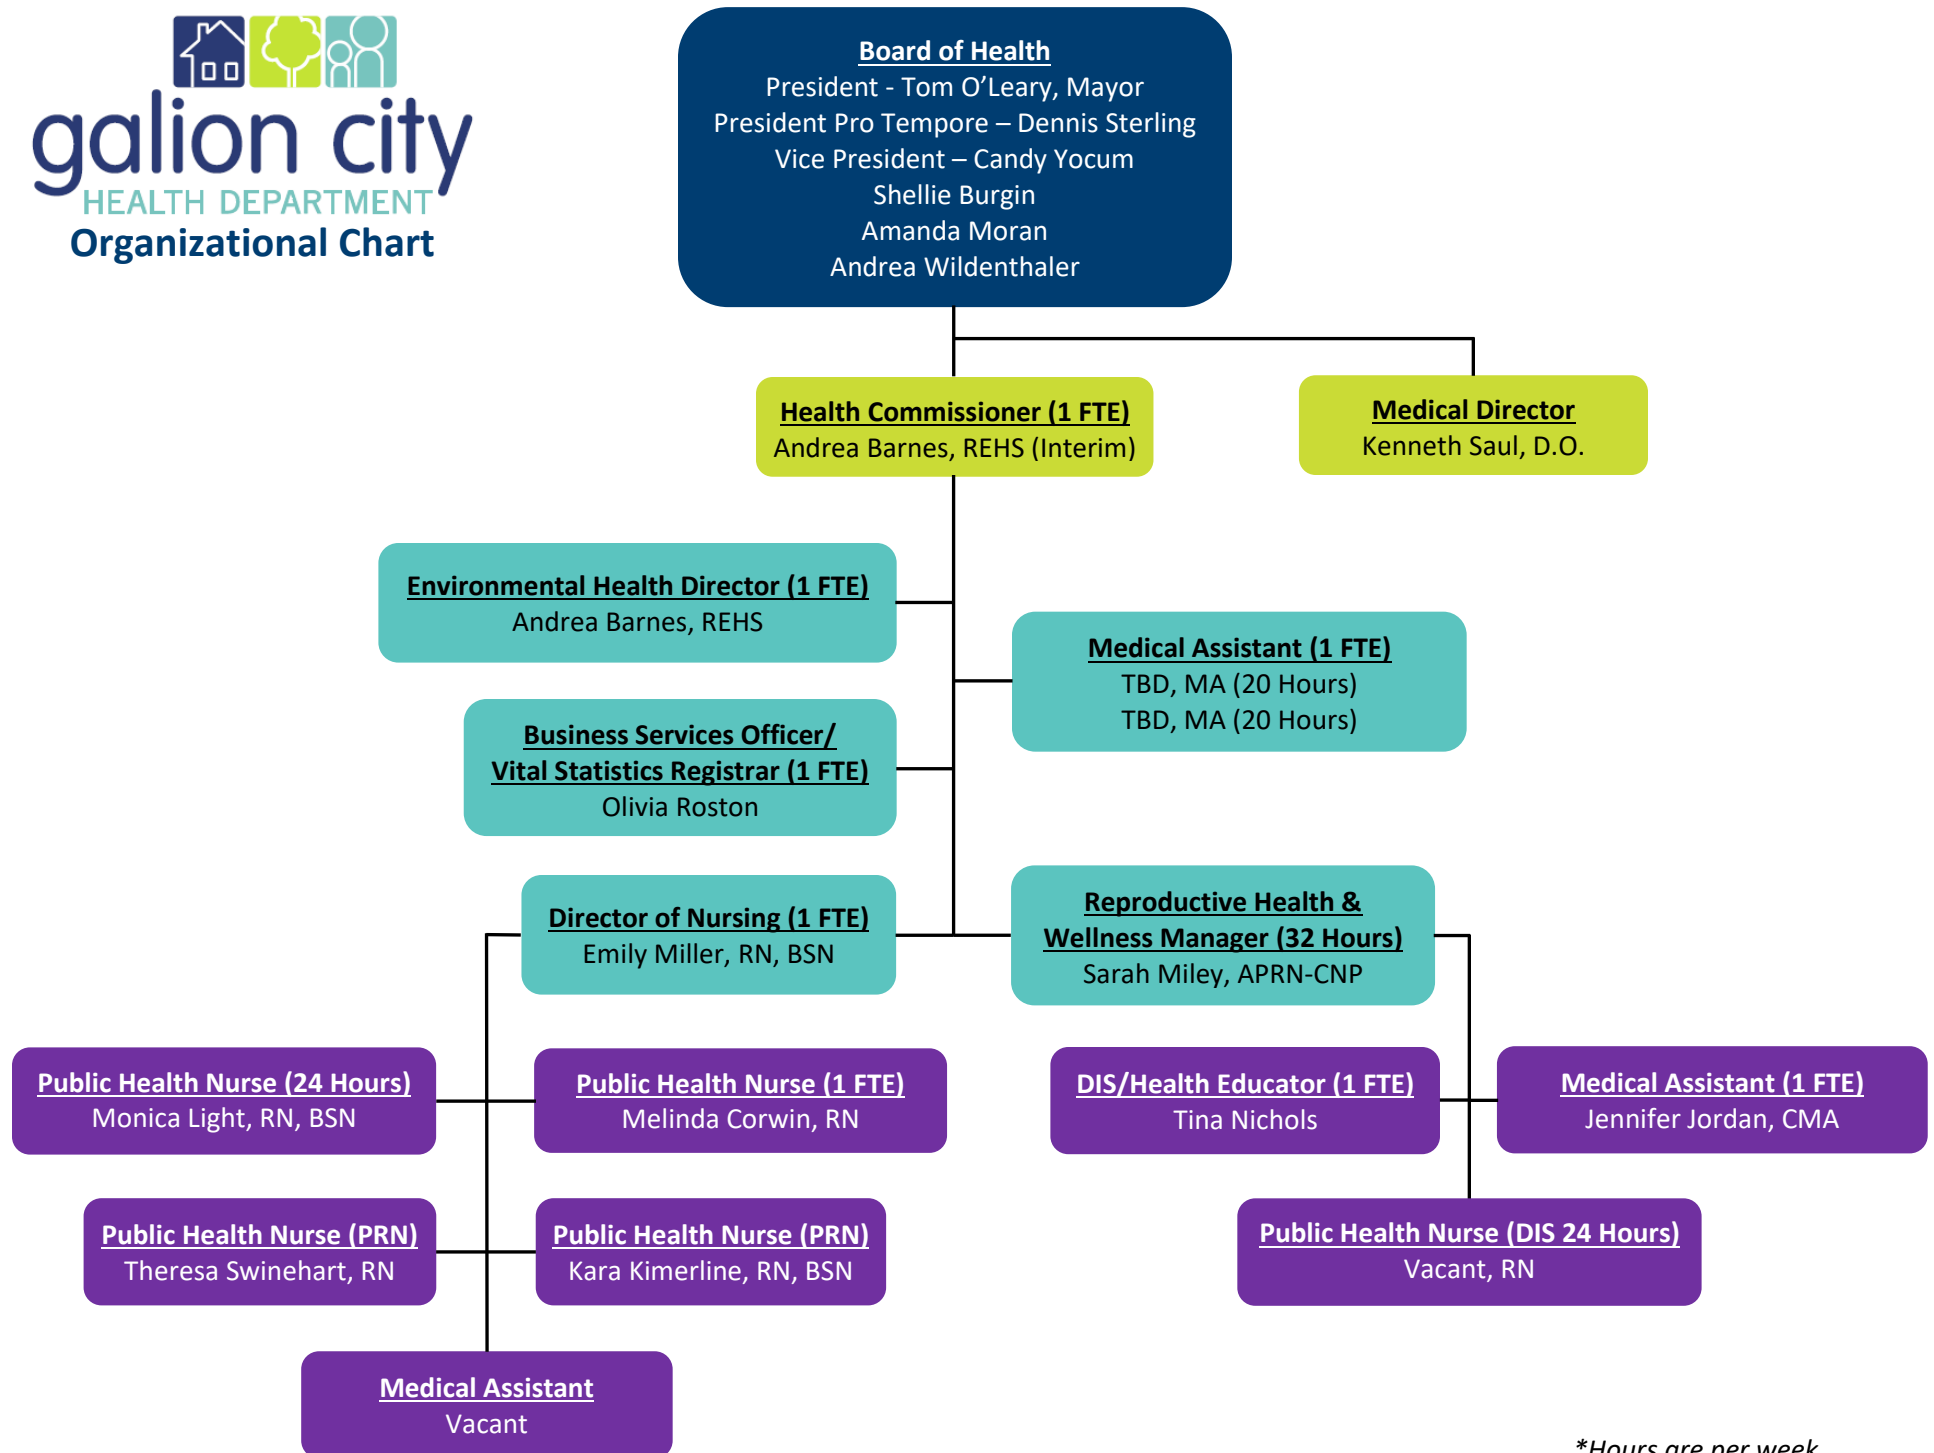 galion city
HEALTH DEPARTMENT
Organizational Chart
Board of Health
President - Tom O’Leary, Mayor
President Pro Tempore – Dennis Sterling
Vice President – Candy Yocum
Shellie Burgin
Amanda Moran
Andrea Wildenthaler
Health Commissioner (1 FTE)
Andrea Barnes, REHS (Interim)
Medical Director
Kenneth Saul, D.O.
Environmental Health Director (1 FTE)
Andrea Barnes, REHS
Medical Assistant (1 FTE)
TBD, MA (20 Hours)
TBD, MA (20 Hours)
Business Services Officer/
Vital Statistics Registrar (1 FTE)
Olivia Roston
Director of Nursing (1 FTE)
Emily Miller, RN, BSN
Reproductive Health &
Wellness Manager (32 Hours)
Sarah Miley, APRN-CNP
Public Health Nurse (24 Hours)
Monica Light, RN, BSN
Public Health Nurse (1 FTE)
Melinda Corwin, RN
DIS/Health Educator (1 FTE)
Tina Nichols
Medical Assistant (1 FTE)
Jennifer Jordan, CMA
Public Health Nurse (PRN)
Theresa Swinehart, RN
Public Health Nurse (PRN)
Kara Kimerline, RN, BSN
Public Health Nurse (DIS 24 Hours)
Vacant, RN
Medical Assistant
Vacant
*Hours are per week